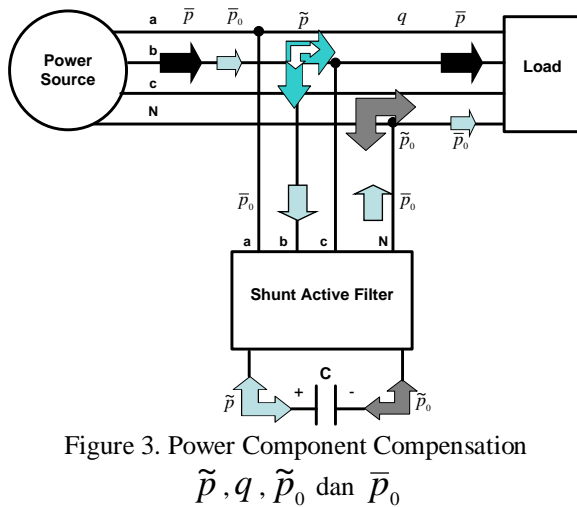 a p̅ p̅₀ p̃ q p̅
b
Power Source
Load
c
N
p̃₀ p̅₀
p̅₀ p̅₀
a b c N
Shunt Active Filter
C
p̃ + - p̃₀
Figure 3. Power Component Compensation
p̃ , q , p̃₀ dan p̅₀